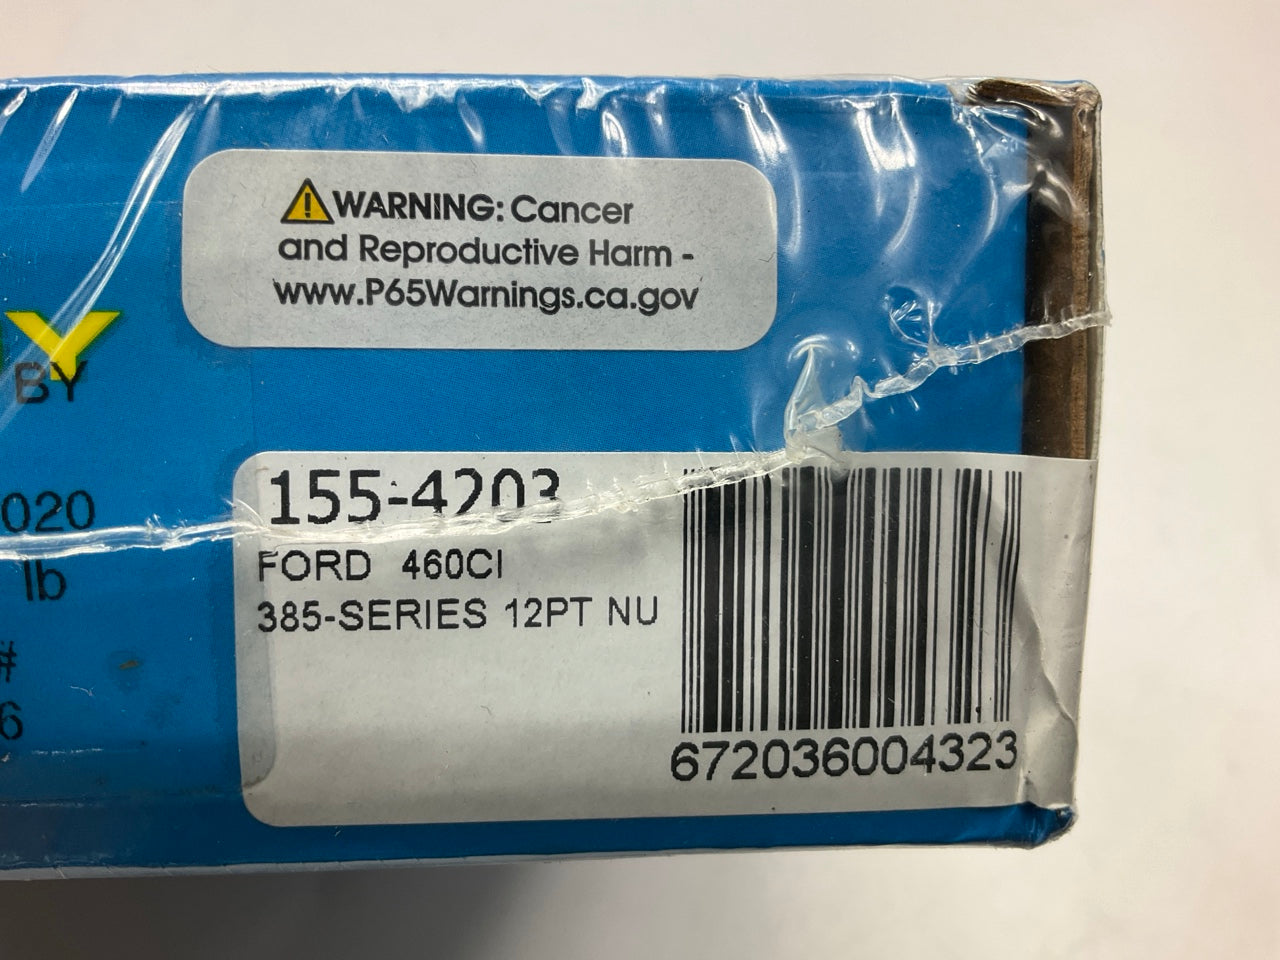 WARNING: Cancer
and Reproductive Harm -
www.P65Warnings.ca.gov
Y
BY
020
lb
#
6
155-4203
FORD 460CI
385-SERIES 12PT NU
672036004323